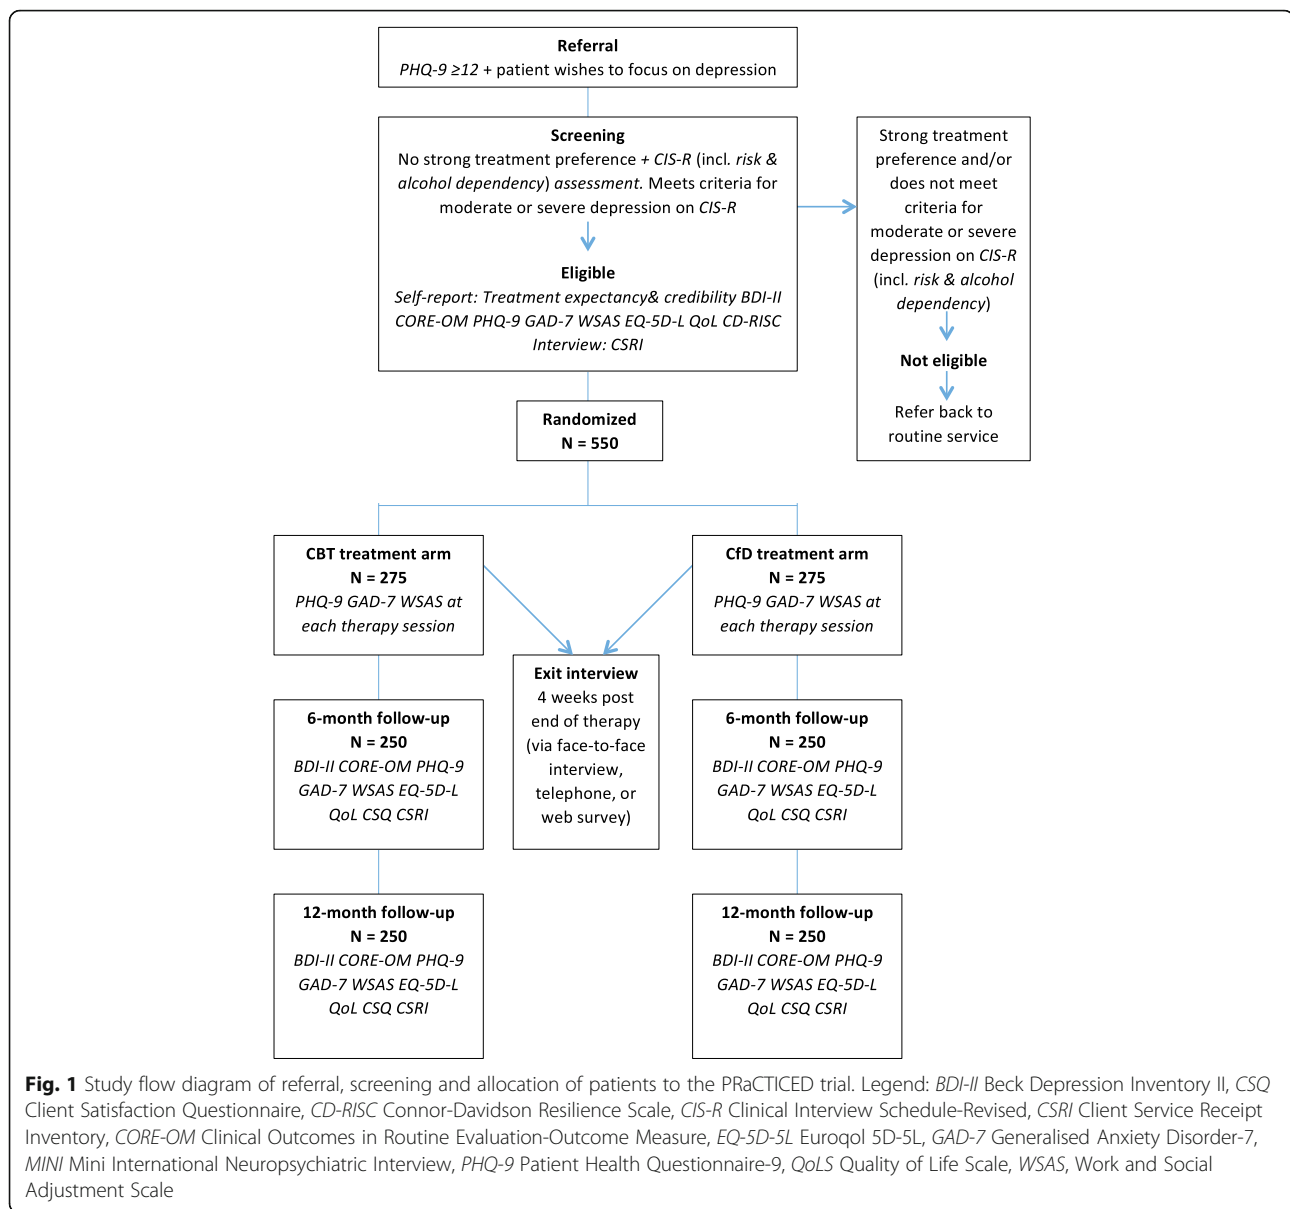 Referral
PHQ-9 ≥12 + patient wishes to focus on depression
Screening
No strong treatment preference + CIS-R (incl. risk &
alcohol dependency) assessment. Meets criteria for
moderate or severe depression on CIS-R
Eligible
Self-report: Treatment expectancy& credibility BDI-II
CORE-OM PHQ-9 GAD-7 WSAS EQ-5D-L QoL CD-RISC
Interview: CSRI
Strong treatment
preference and/or
does not meet
criteria for
moderate or severe
depression on CIS-R
(incl. risk & alcohol
dependency)
Not eligible
Refer back to
routine service
Randomized
N = 550
CBT treatment arm
N = 275
PHQ-9 GAD-7 WSAS at
each therapy session
CfD treatment arm
N = 275
PHQ-9 GAD-7 WSAS at
each therapy session
Exit interview
4 weeks post
end of therapy
(via face-to-face
interview,
telephone, or
web survey)
6-month follow-up
N = 250
BDI-II CORE-OM PHQ-9
GAD-7 WSAS EQ-5D-L
QoL CSQ CSRI
6-month follow-up
N = 250
BDI-II CORE-OM PHQ-9
GAD-7 WSAS EQ-5D-L
QoL CSQ CSRI
12-month follow-up
N = 250
BDI-II CORE-OM PHQ-9
GAD-7 WSAS EQ-5D-L
QoL CSQ CSRI
12-month follow-up
N = 250
BDI-II CORE-OM PHQ-9
GAD-7 WSAS EQ-5D-L
QoL CSQ CSRI
Fig. 1 Study flow diagram of referral, screening and allocation of patients to the PRaCTICED trial. Legend: BDI-II Beck Depression Inventory II, CSQ
Client Satisfaction Questionnaire, CD-RISC Connor-Davidson Resilience Scale, CIS-R Clinical Interview Schedule-Revised, CSRI Client Service Receipt
Inventory, CORE-OM Clinical Outcomes in Routine Evaluation-Outcome Measure, EQ-5D-5L Euroqol 5D-5L, GAD-7 Generalised Anxiety Disorder-7,
MINI Mini International Neuropsychiatric Interview, PHQ-9 Patient Health Questionnaire-9, QoLS Quality of Life Scale, WSAS, Work and Social
Adjustment Scale